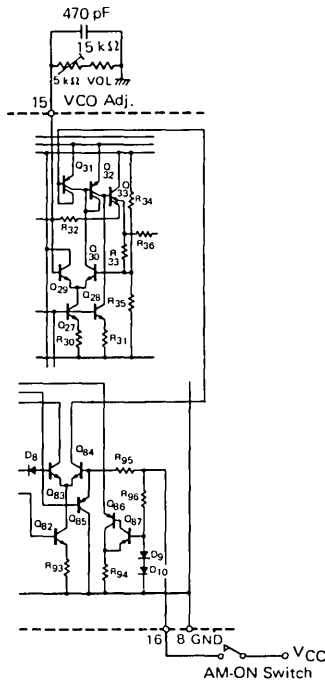 470 pF
15 kΩ
5 kΩ VOL
15 VCO Adj.
Q31
Q32
Q33
R34
R32
R33
R36
Q30
Q29
Q28
R35
Q27
R30
R31
D8
Q84
R95
Q83
Q86
R96
Q87
Q82
Q85
D9
R93
R94
D10
16 8 GND
VCC
AM-ON Switch